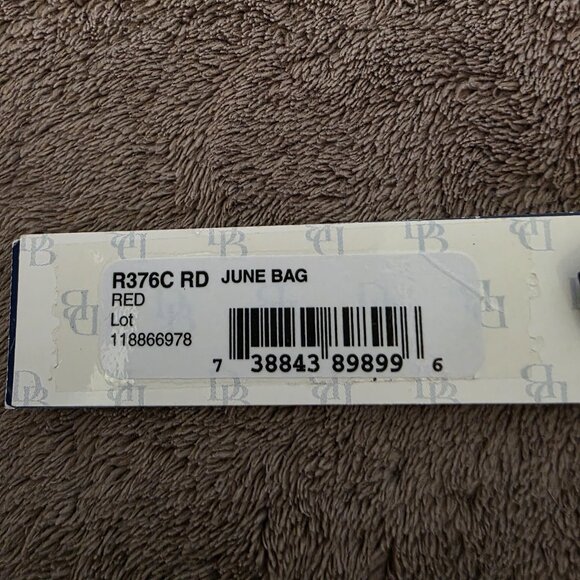 R376C RD JUNE BAG
RED
Lot
118866978
7 38843 89899 6